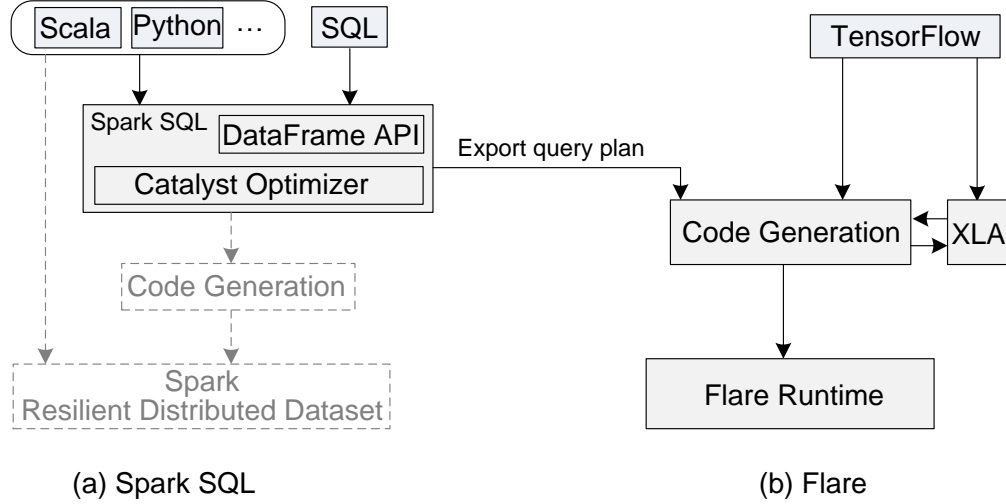 Scala Python ... SQL
TensorFlow
Spark SQL
DataFrame API
Catalyst Optimizer
Export query plan
Code Generation
XLA
Code Generation
Spark
Resilient Distributed Dataset
Flare Runtime
(a) Spark SQL
(b) Flare